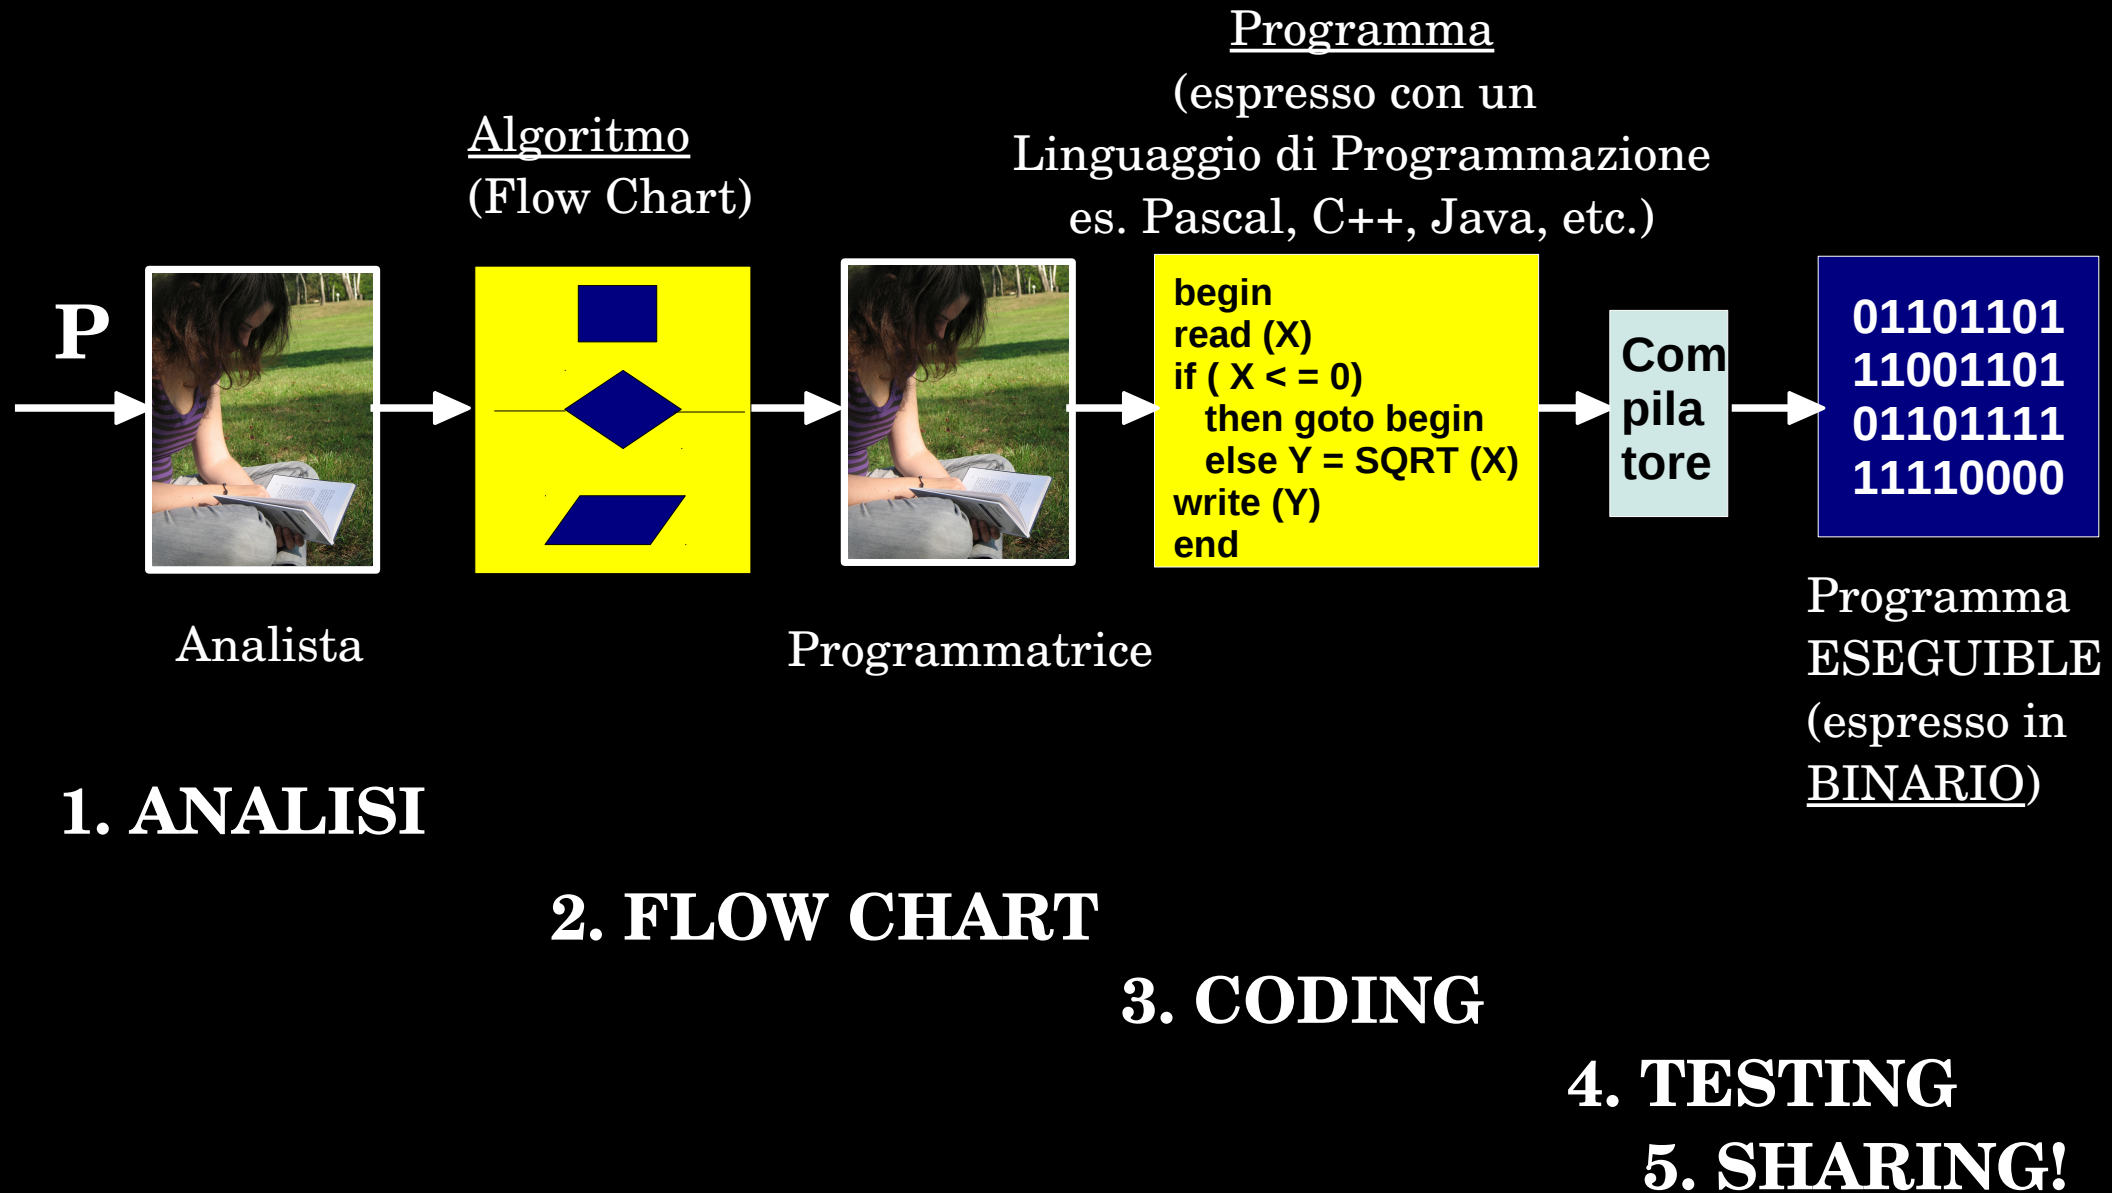 Programma
(espresso con un
Linguaggio di Programmazione
es. Pascal, C++, Java, etc.)
Algoritmo
(Flow Chart)
P
begin
read (X)
if ( X < = 0)
then goto begin
else Y = SQRT (X)
write (Y)
end
Com
pila
tore
01101101
11001101
01101111
11110000
Analista
Programmatrice
Programma
ESEGUIBLE
(espresso in
BINARIO)
1. ANALISI
2. FLOW CHART
3. CODING
4. TESTING
5. SHARING!